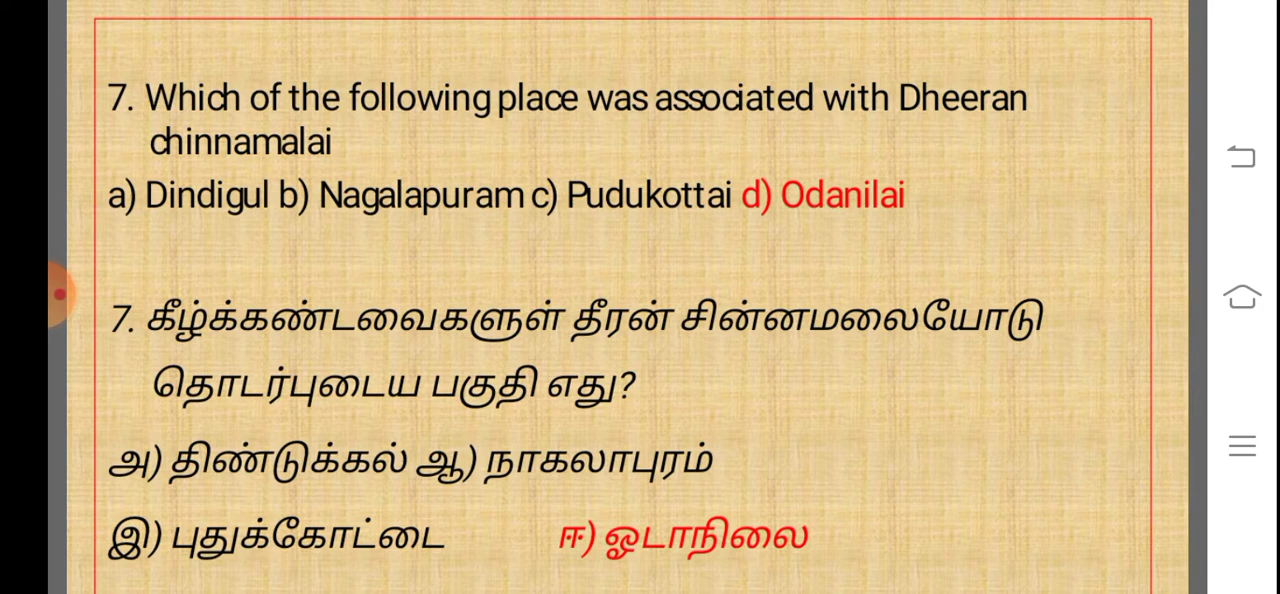 7. Which of the following place was associated with Dheeran
chinnamalai
a) Dindigul b) Nagalapuram c) Pudukottai d) Odanilai
7. கீழ்க்கண்டவைகளுள் தீரன் சின்னமலையோடு
தொடர்புடைய பகுதி எது?
அ) திண்டுக்கல் ஆ) நாகலாபுரம்
இ) புதுக்கோட்டை ஈ) ஓடாநிலை